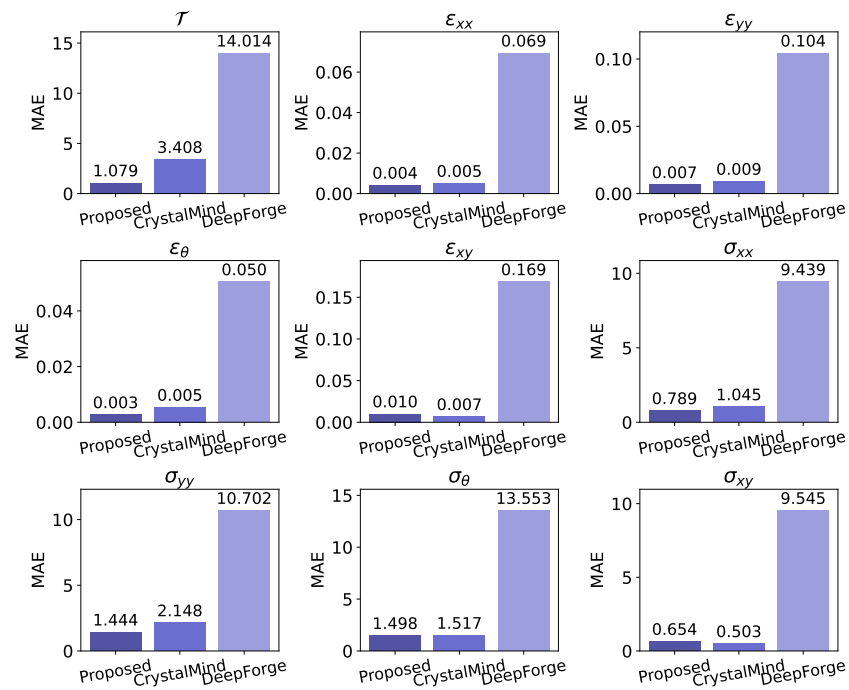 𝒯
ε_xx
ε_yy
MAE
15
10
5
0
1.079
3.408
14.014
Proposed
CrystalMind
DeepForge
MAE
0.06
0.04
0.02
0.00
0.004
0.005
0.069
Proposed
CrystalMind
DeepForge
MAE
0.10
0.05
0.00
0.007
0.009
0.104
Proposed
CrystalMind
DeepForge
ε_θ
ε_xy
σ_xx
MAE
0.04
0.02
0.00
0.003
0.005
0.050
Proposed
CrystalMind
DeepForge
MAE
0.15
0.10
0.05
0.00
0.010
0.007
0.169
Proposed
CrystalMind
DeepForge
MAE
10
5
0
0.789
1.045
9.439
Proposed
CrystalMind
DeepForge
σ_yy
σ_θ
σ_xy
MAE
10
5
0
1.444
2.148
10.702
Proposed
CrystalMind
DeepForge
MAE
15
10
5
0
1.498
1.517
13.553
Proposed
CrystalMind
DeepForge
MAE
10
5
0
0.654
0.503
9.545
Proposed
CrystalMind
DeepForge